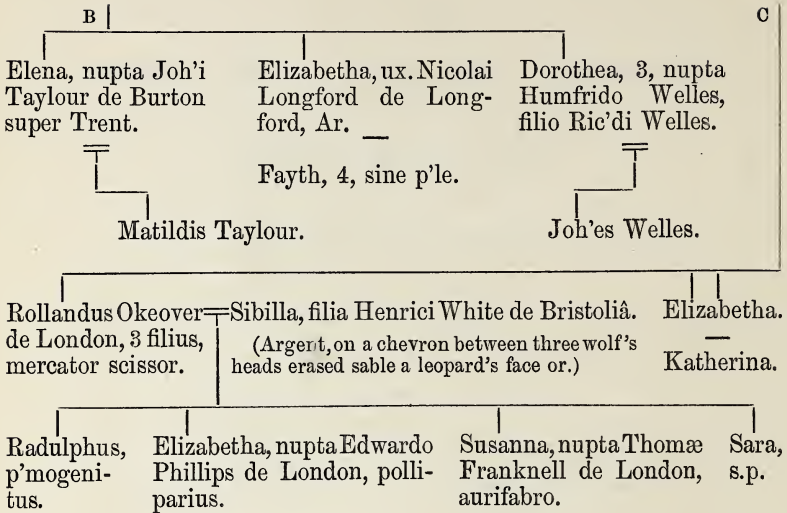 B
C
Elena, nupta Joh'i
Taylour de Burton
super Trent.
Elizabetha, ux. Nicolai
Longford de Long-
ford, Ar.
Fayth, 4, sine p'le.
Dorothea, 3, nupta
Humfrido Welles,
filio Ric'di Welles.
Matildis Taylour.
Joh'es Welles.
Rollandus Okeover
de London, 3 filius,
mercator scissor.
Sibilla, filia Henrici White de Bristoliâ.
(Argent, on a chevron between three wolf's
heads erased sable a leopard's face or.)
Elizabetha.
Katherina.
Radulphus,
p'mogeni-
tus.
Elizabetha, nupta Edwardo
Phillips de London, polli-
parius.
Susanna, nupta Thomæ
Franknell de London,
aurifabro.
Sara,
s.p.